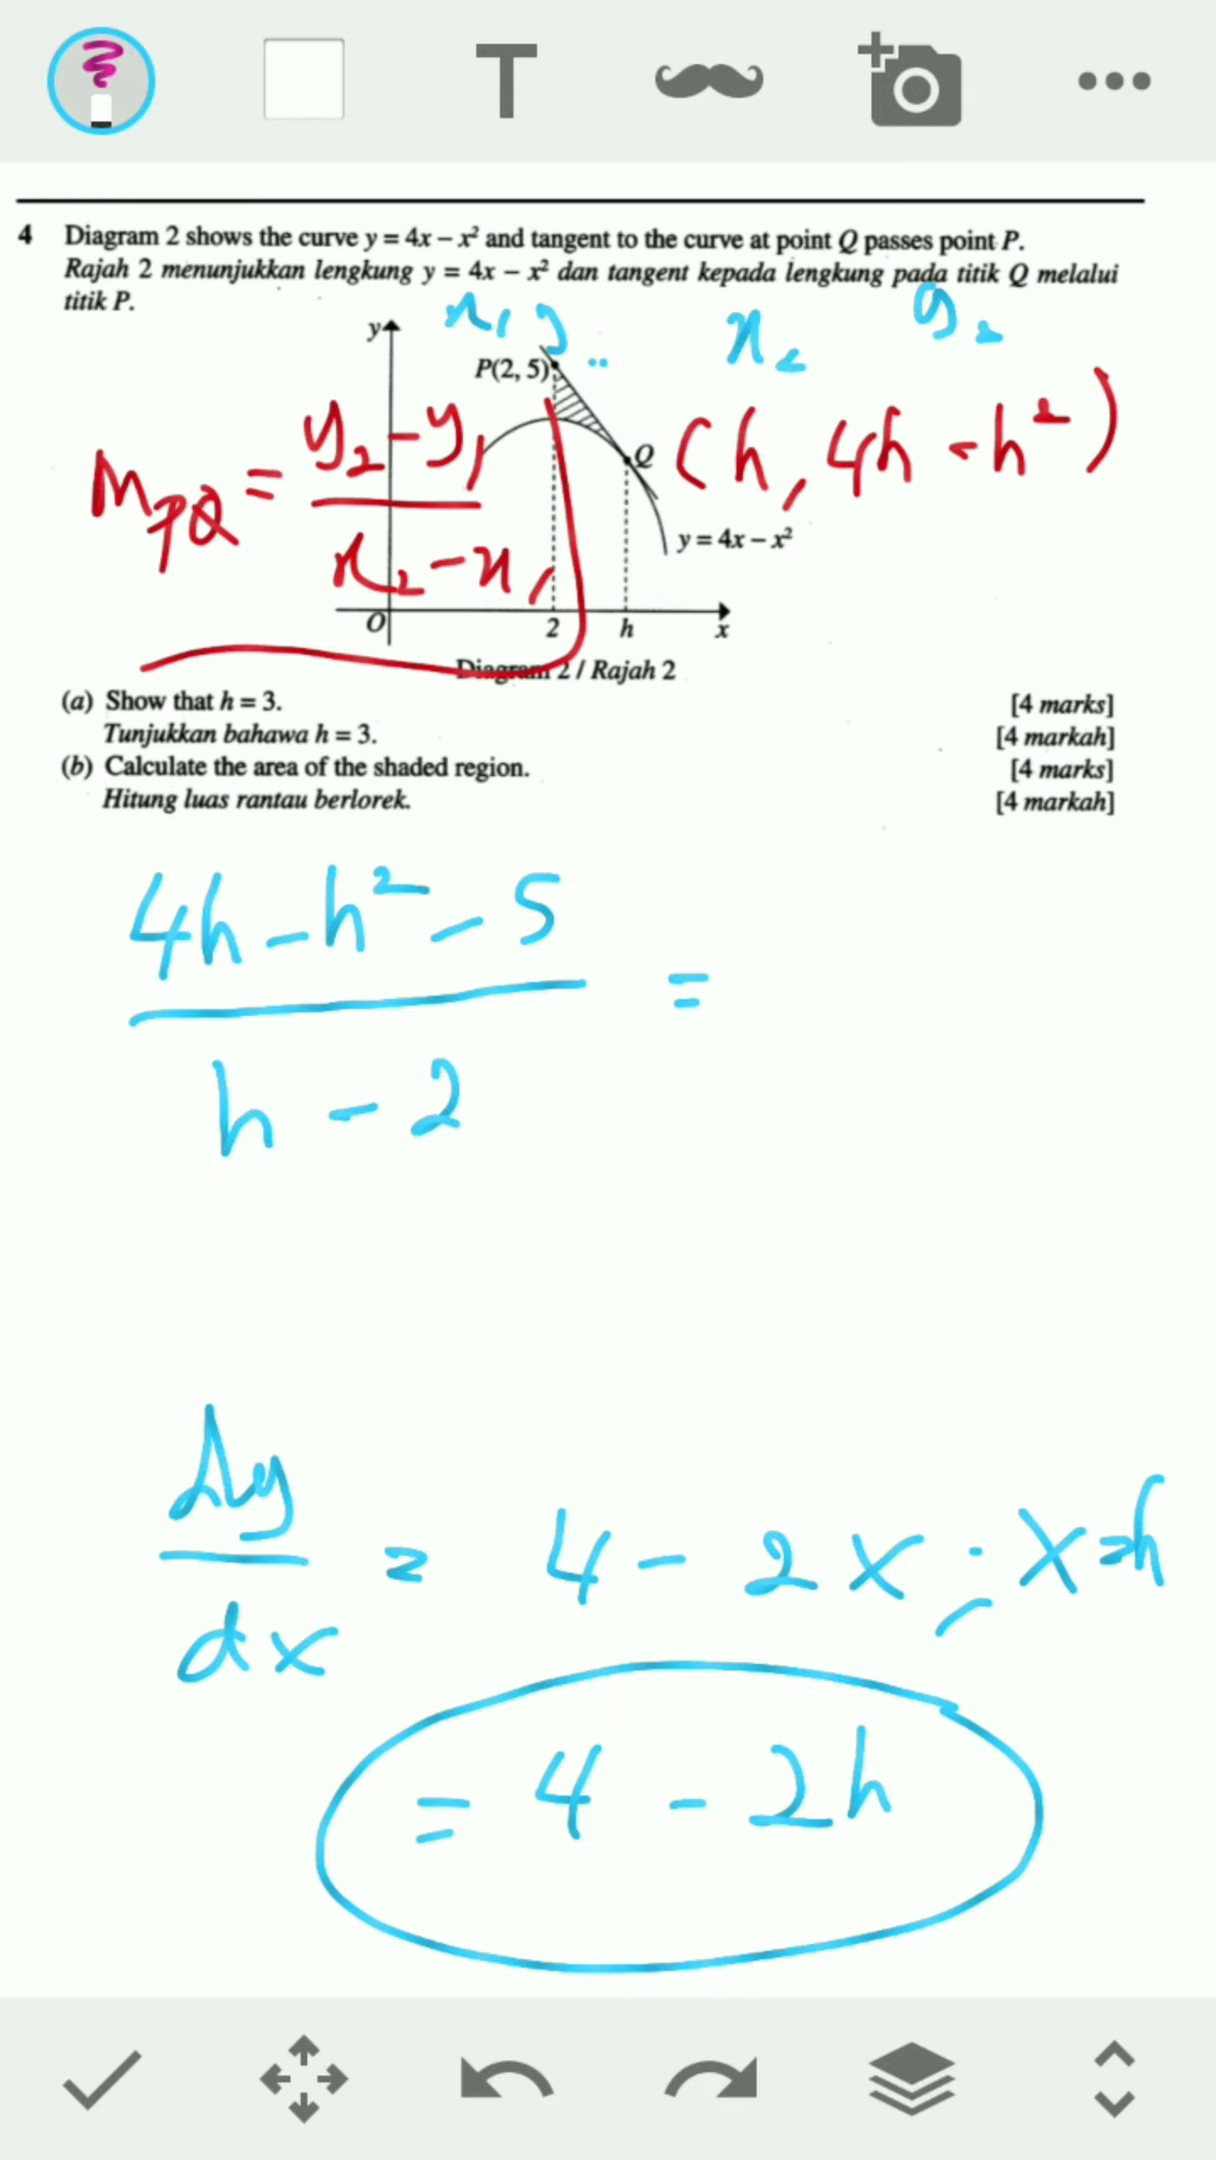 T
4 Diagram 2 shows the curve y = 4x – x² and tangent to the curve at point Q passes point P.
Rajah 2 menunjukkan lengkung y = 4x – x² dan tangent kepada lengkung pada titik Q melalui
titik P.
x₁ y₁ x₂ y₂
y
P(2, 5)
Q (h, 4h - h²)
m_PQ = (y₂ - y₁)/(x₂ - x₁)
y = 4x – x²
O 2 h x
Diagram 2 / Rajah 2
(a) Show that h = 3. [4 marks]
Tunjukkan bahawa h = 3. [4 markah]
(b) Calculate the area of the shaded region. [4 marks]
Hitung luas rantau berlorek. [4 markah]
4h - h² - 5
=
h - 2
dy
= 4 - 2x ; x = h
dx
= 4 - 2h